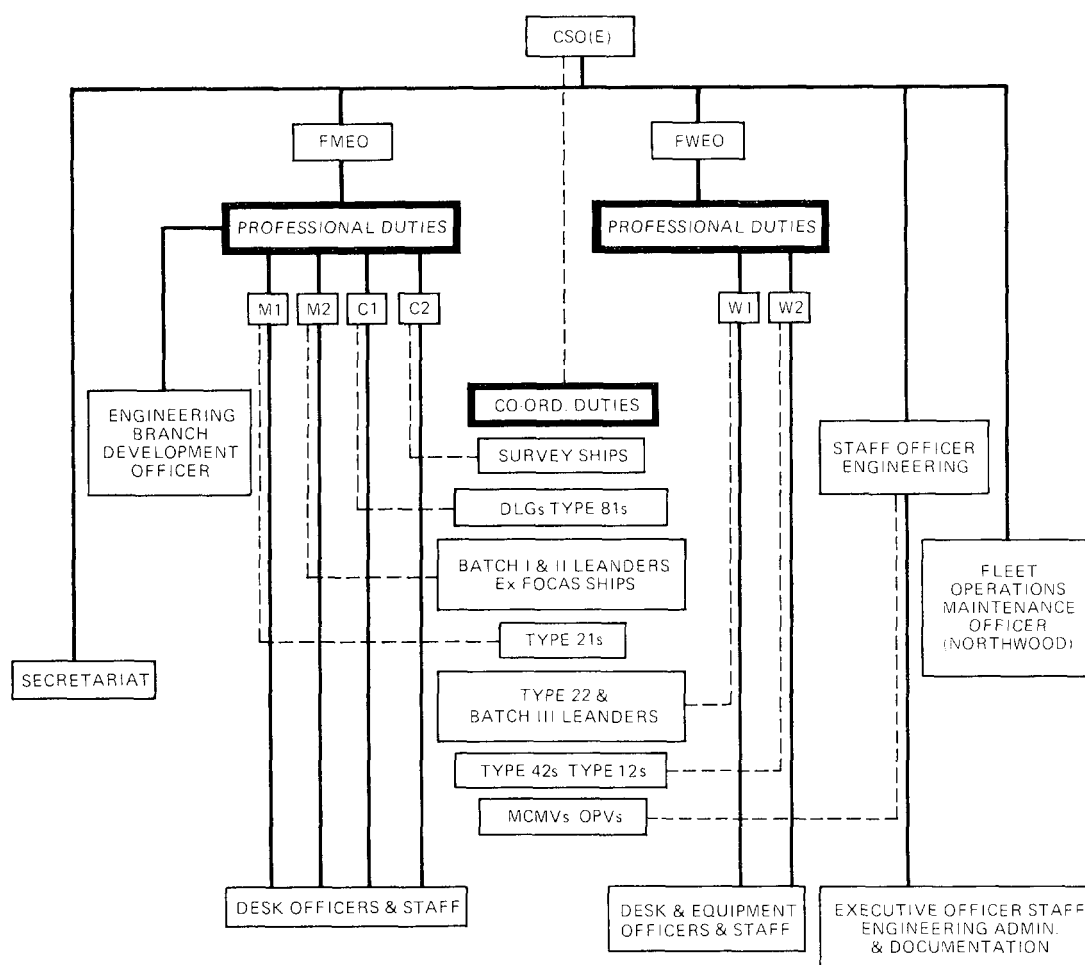 CSO(E)
FMEO
FWEO
PROFESSIONAL DUTIES
PROFESSIONAL DUTIES
M1
M2
C1
C2
W1
W2
ENGINEERING
BRANCH
DEVELOPMENT
OFFICER
CO-ORD. DUTIES
SURVEY SHIPS
DLGs TYPE 81s
BATCH I & II LEANDERS
Ex FOCAS SHIPS
TYPE 21s
TYPE 22 &
BATCH III LEANDERS
TYPE 42s TYPE 12s
MCMVs OPVs
STAFF OFFICER
ENGINEERING
FLEET
OPERATIONS
MAINTENANCE
OFFICER
(NORTHWOOD)
SECRETARIAT
DESK OFFICERS & STAFF
DESK & EQUIPMENT
OFFICERS & STAFF
EXECUTIVE OFFICER STAFF
ENGINEERING ADMIN.
& DOCUMENTATION